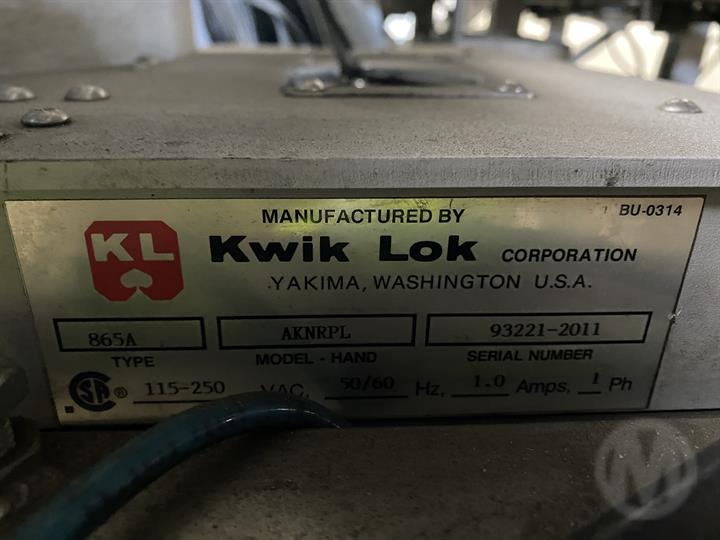 BU-0314
MANUFACTURED BY
KL Kwik Lok CORPORATION
YAKIMA, WASHINGTON U.S.A.
865A AKNRPL 93221-2011
TYPE MODEL - HAND SERIAL NUMBER
SA ® 115-250 VAC, 50/60 Hz, 1.0 Amps, 1 Ph
M